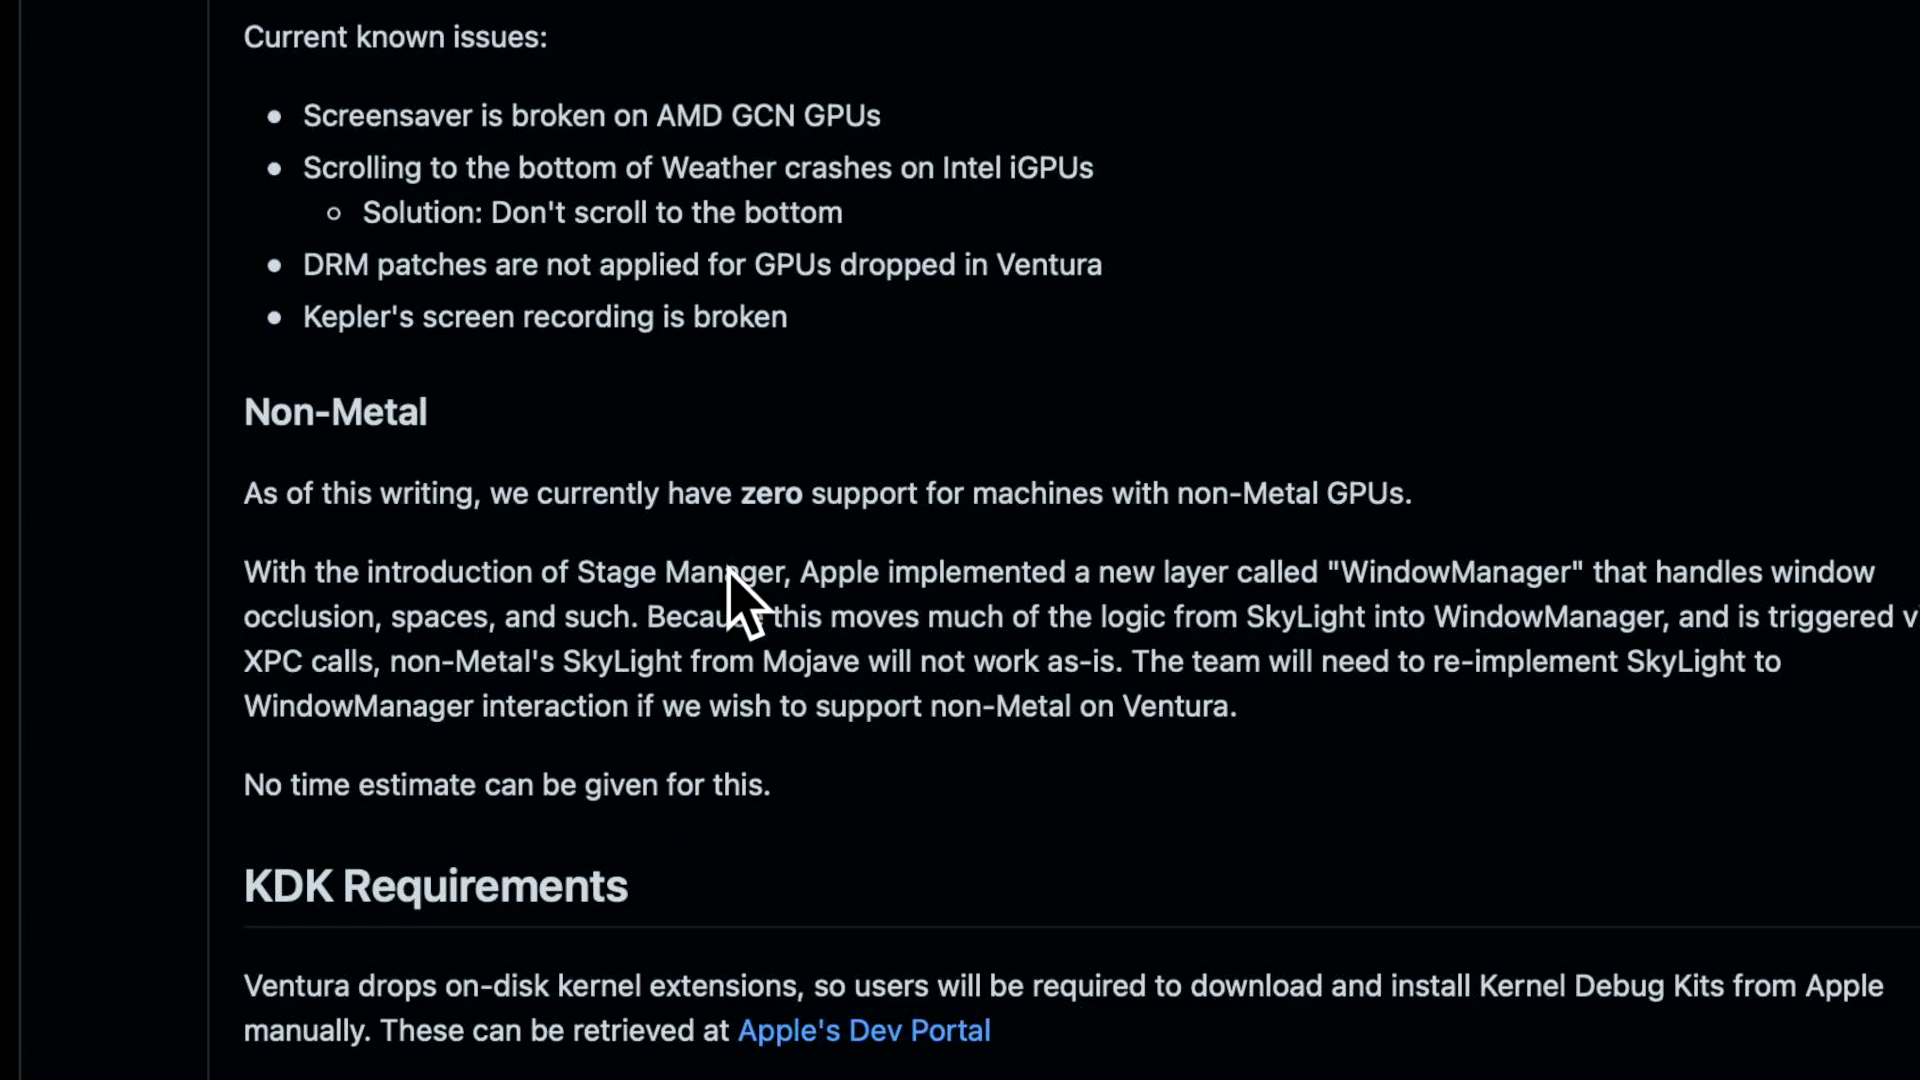 Current known issues:
Screensaver is broken on AMD GCN GPUs
Scrolling to the bottom of Weather crashes on Intel iGPUs
Solution: Don't scroll to the bottom
DRM patches are not applied for GPUs dropped in Ventura
Kepler's screen recording is broken
Non-Metal
As of this writing, we currently have zero support for machines with non-Metal GPUs.
With the introduction of Stage Manager, Apple implemented a new layer called "WindowManager" that handles window
occlusion, spaces, and such. Because this moves much of the logic from SkyLight into WindowManager, and is triggered
XPC calls, non-Metal's SkyLight from Mojave will not work as-is. The team will need to re-implement SkyLight to
WindowManager interaction if we wish to support non-Metal on Ventura.
No time estimate can be given for this.
KDK Requirements
Ventura drops on-disk kernel extensions, so users will be required to download and install Kernel Debug Kits from Apple
manually. These can be retrieved at Apple's Dev Portal